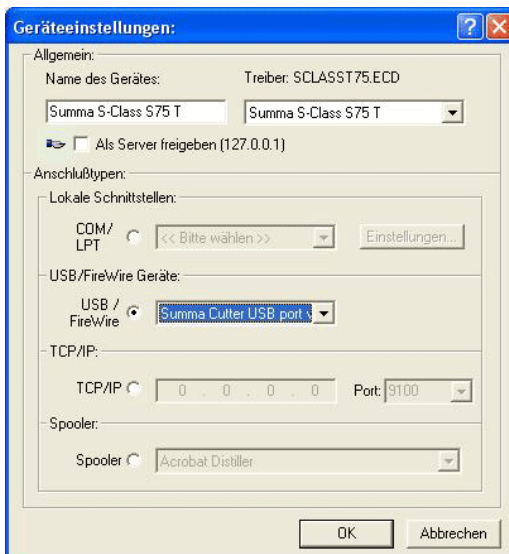 Geräteeinstellungen:
Allgemein:
Name des Gerätes:
Treiber: SCLASST75.ECD
Summa S-Class S75 T
Summa S-Class S75 T
Als Server freigeben (127.0.0.1)
Anschlußtypen:
Lokale Schnittstellen:
COM/
LPT
<< Bitte wählen >>
Einstellungen...
USB/FireWire Geräte:
USB /
FireWire
Summa Cutter USB port v
TCP/IP:
TCP/IP
0 . 0 . 0 . 0
Port:
9100
Spooler:
Spooler
Acrobat Distiller
OK
Abbrechen